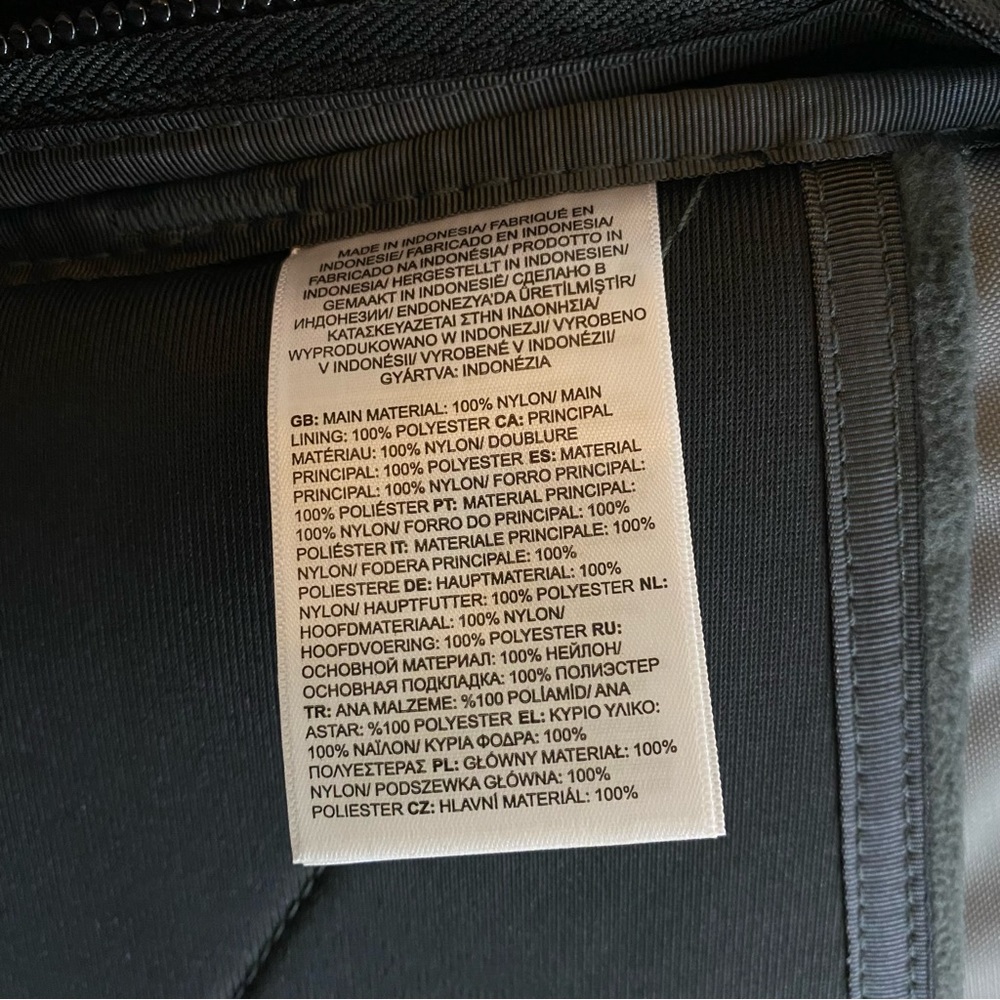 MADE IN INDONESIA/ FABRIQUÉ EN
INDONESIE/ FABRICADO EN INDONESIA/
FABRICADO NA INDONÉSIA/ PRODOTTO IN
INDONESIA/ HERGESTELLT IN INDONESIEN/
GEMAAKT IN INDONESIË/ СДЕЛАНО В
ИНДОНЕЗИИ/ ENDONEZYA'DA ÜRETİLMİŞTİR/
ΚΑΤΑΣΚΕΥΑΖΕΤΑΙ ΣΤΗΝ ΙΝΔΟΝΗΣΙΑ/
WYPRODUKOWANO W INDONEZJI/ VYROBENO
V INDONÉSII/ VYROBENÉ V INDONÉZII/
GYÁRTVA: INDONÉZIA
GB: MAIN MATERIAL: 100% NYLON/ MAIN
LINING: 100% POLYESTER CA: PRINCIPAL
MATÉRIAU: 100% NYLON/ DOUBLURE
PRINCIPAL: 100% POLYESTER ES: MATERIAL
PRINCIPAL: 100% NYLON/ FORRO PRINCIPAL:
100% POLIÉSTER PT: MATERIAL PRINCIPAL:
100% NYLON/ FORRO DO PRINCIPAL: 100%
POLIÉSTER IT: MATERIALE PRINCIPALE: 100%
NYLON/ FODERA PRINCIPALE: 100%
POLIESTERE DE: HAUPTMATERIAL: 100%
NYLON/ HAUPTFUTTER: 100% POLYESTER NL:
HOOFDMATERIAAL: 100% NYLON/
HOOFDVOERING: 100% POLYESTER RU:
ОСНОВНОЙ МАТЕРИАЛ: 100% НЕЙЛОН/
ОСНОВНАЯ ПОДКЛАДКА: 100% ПОЛИЭСТЕР
TR: ANA MALZEME: %100 POLİAMİD/ ANA
ASTAR: %100 POLYESTER EL: ΚΥΡΙΟ ΥΛΙΚΟ:
100% ΝΑΪΛΟΝ/ ΚΥΡΙΑ ΦΟΔΡΑ: 100%
ΠΟΛΥΕΣΤΕΡΑΣ PL: GŁÓWNY MATERIAŁ: 100%
NYLON/ PODSZEWKA GŁÓWNA: 100%
POLIESTER CZ: HLAVNÍ MATERIÁL: 100%